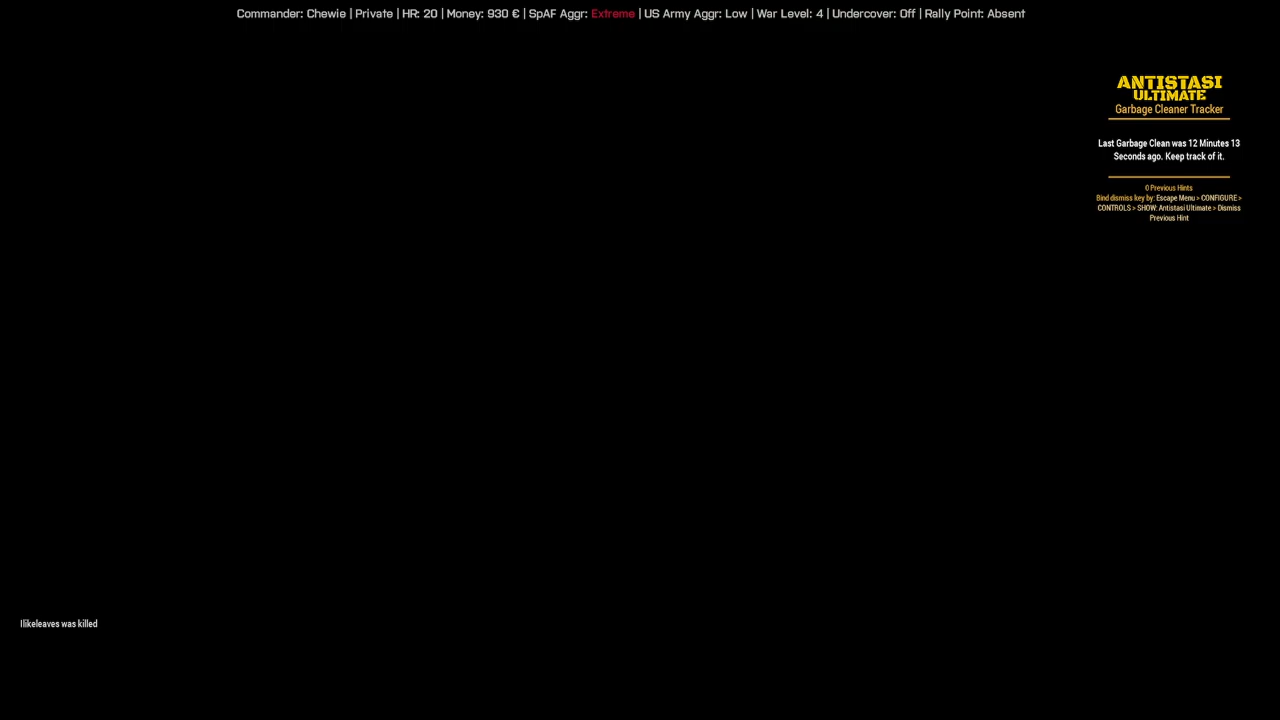 Commander: Chewie | Private | HR: 20 | Money: 930 € | SpAF Aggr: Extreme | US Army Aggr: Low | War Level: 4 | Undercover: Off | Rally Point: Absent
ANTISTASI
ULTIMATE
Garbage Cleaner Tracker
Last Garbage Clean was 12 Minutes 13
Seconds ago. Keep track of it.
0 Previous Hints
Bind dismiss key by: Escape Menu > CONFIGURE >
CONTROLS > SHOW: Antistasi Ultimate > Dismiss
Previous Hint
Ilikeleaves was killed